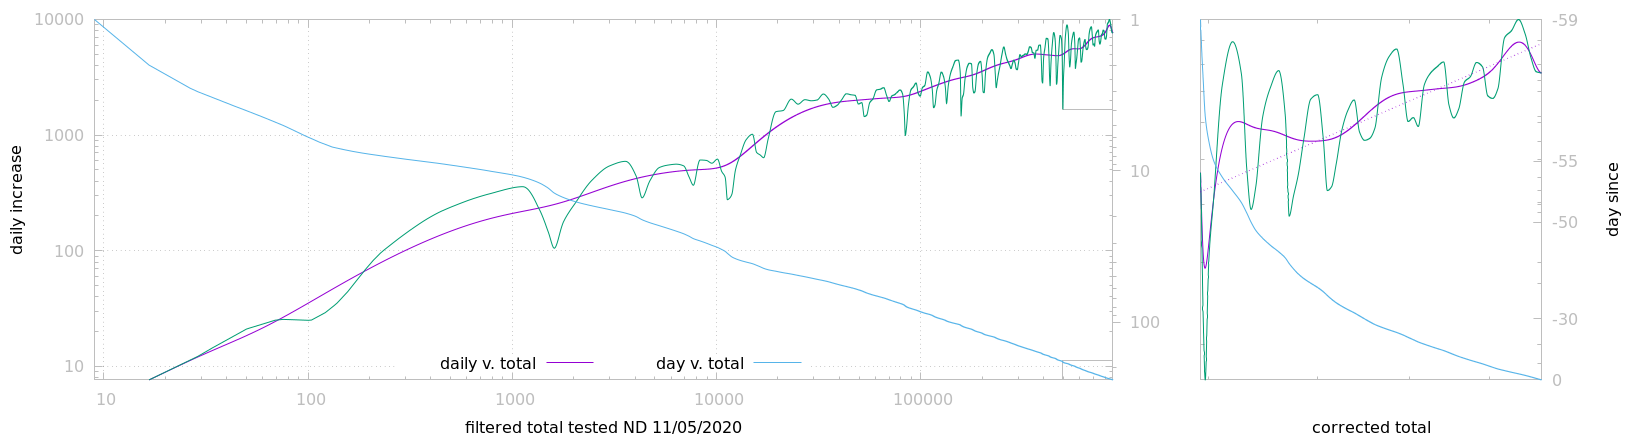 10000
1000
100
10
daily increase
daily v. total
day v. total
10
100
1000
10000
100000
filtered total tested ND 11/05/2020
1
10
100
-59
-55
-50
-30
0
day since
corrected total